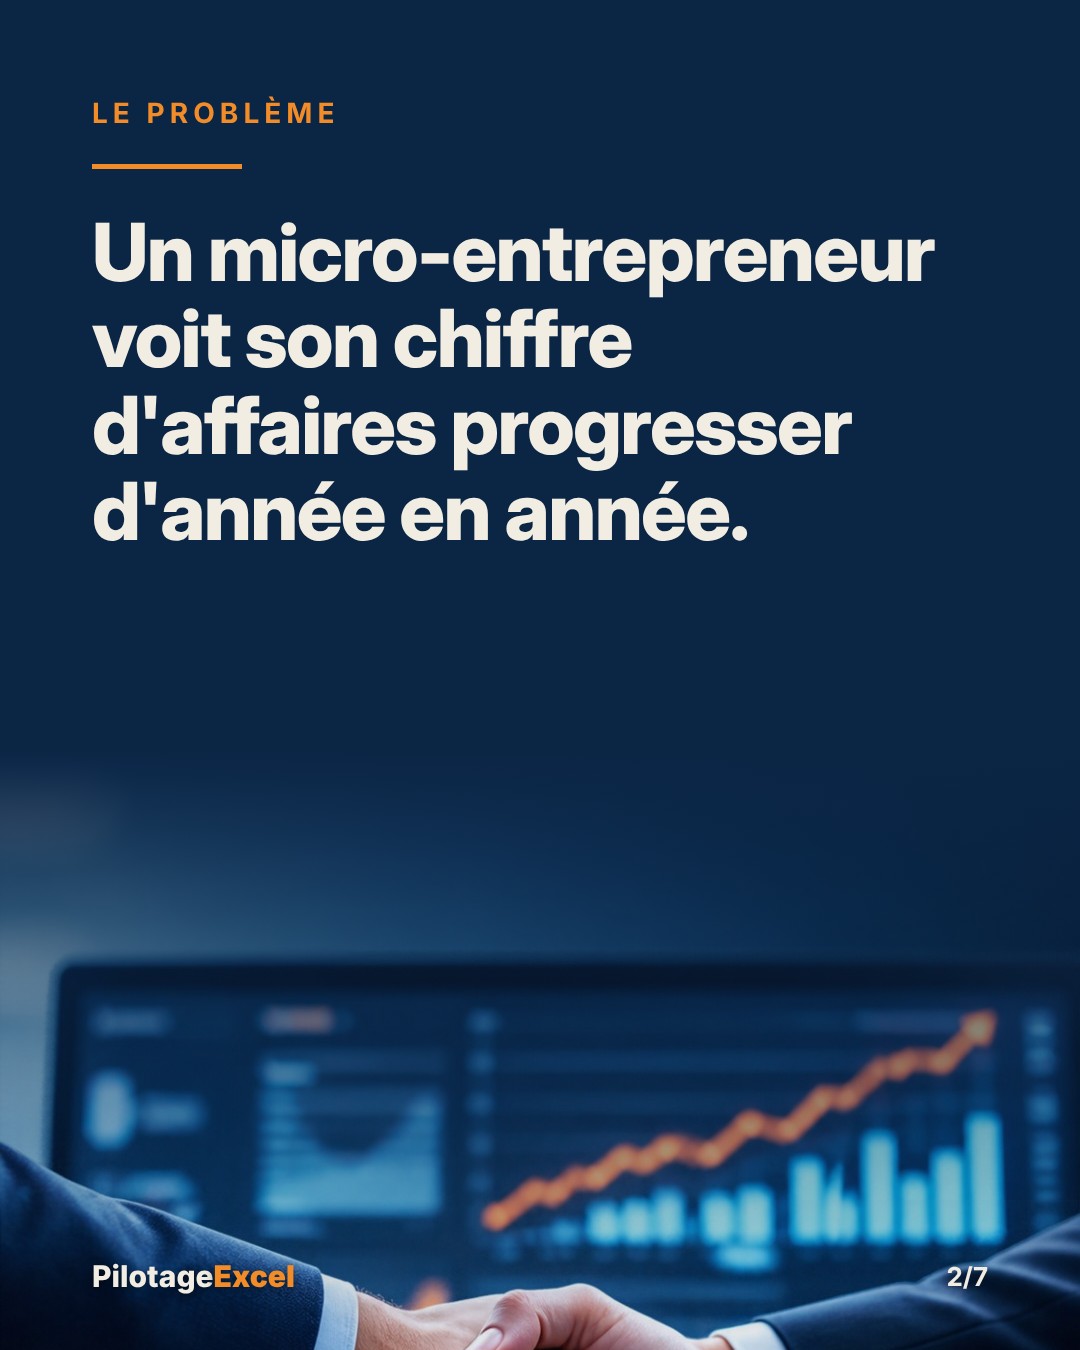 LE PROBLÈME
Un micro-entrepreneur
voit son chiffre
d'affaires progresser
d'année en année.
PilotageExcel
2/7